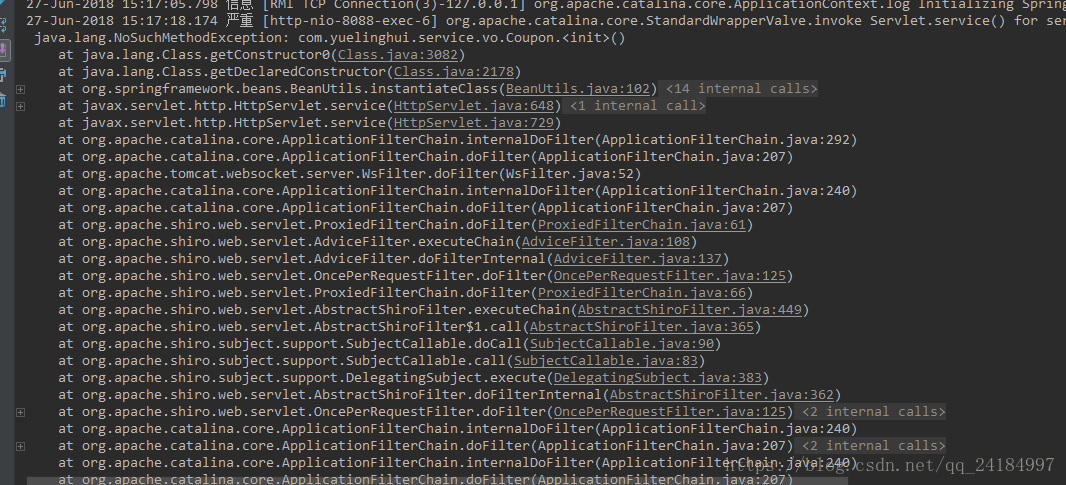 27-Jun-2018 15:17:05.798 信息 [RMI TCP Connection(3)-127.0.0.1] org.apache.catalina.core.ApplicationContext.log Initializing Spring
27-Jun-2018 15:17:18.174 严重 [http-nio-8088-exec-6] org.apache.catalina.core.StandardWrapperValve.invoke Servlet.service() for ser
java.lang.NoSuchMethodException: com.yuelinghui.service.vo.Coupon.<init>()
at java.lang.Class.getConstructor0(Class.java:3082)
at java.lang.Class.getDeclaredConstructor(Class.java:2178)
at org.springframework.beans.BeanUtils.instantiateClass(BeanUtils.java:102) <14 internal calls>
at javax.servlet.http.HttpServlet.service(HttpServlet.java:648) <1 internal call>
at javax.servlet.http.HttpServlet.service(HttpServlet.java:729)
at org.apache.catalina.core.ApplicationFilterChain.internalDoFilter(ApplicationFilterChain.java:292)
at org.apache.catalina.core.ApplicationFilterChain.doFilter(ApplicationFilterChain.java:207)
at org.apache.tomcat.websocket.server.WsFilter.doFilter(WsFilter.java:52)
at org.apache.catalina.core.ApplicationFilterChain.internalDoFilter(ApplicationFilterChain.java:240)
at org.apache.catalina.core.ApplicationFilterChain.doFilter(ApplicationFilterChain.java:207)
at org.apache.shiro.web.servlet.ProxiedFilterChain.doFilter(ProxiedFilterChain.java:61)
at org.apache.shiro.web.servlet.AdviceFilter.executeChain(AdviceFilter.java:108)
at org.apache.shiro.web.servlet.AdviceFilter.doFilterInternal(AdviceFilter.java:137)
at org.apache.shiro.web.servlet.OncePerRequestFilter.doFilter(OncePerRequestFilter.java:125)
at org.apache.shiro.web.servlet.ProxiedFilterChain.doFilter(ProxiedFilterChain.java:66)
at org.apache.shiro.web.servlet.AbstractShiroFilter.executeChain(AbstractShiroFilter.java:449)
at org.apache.shiro.web.servlet.AbstractShiroFilter$1.call(AbstractShiroFilter.java:365)
at org.apache.shiro.subject.support.SubjectCallable.doCall(SubjectCallable.java:90)
at org.apache.shiro.subject.support.SubjectCallable.call(SubjectCallable.java:83)
at org.apache.shiro.subject.support.DelegatingSubject.execute(DelegatingSubject.java:383)
at org.apache.shiro.web.servlet.AbstractShiroFilter.doFilterInternal(AbstractShiroFilter.java:362)
at org.apache.shiro.web.servlet.OncePerRequestFilter.doFilter(OncePerRequestFilter.java:125) <2 internal calls>
at org.apache.catalina.core.ApplicationFilterChain.internalDoFilter(ApplicationFilterChain.java:240)
at org.apache.catalina.core.ApplicationFilterChain.doFilter(ApplicationFilterChain.java:207) <2 internal calls>
at org.apache.catalina.core.ApplicationFilterChain.internalDoFilter(ApplicationFilterChain.java:240)
https://blog.csdn.net/qq_24184997
at org.apache.catalina.core.ApplicationFilterChain.doFilter(ApplicationFilterChain.java:207)